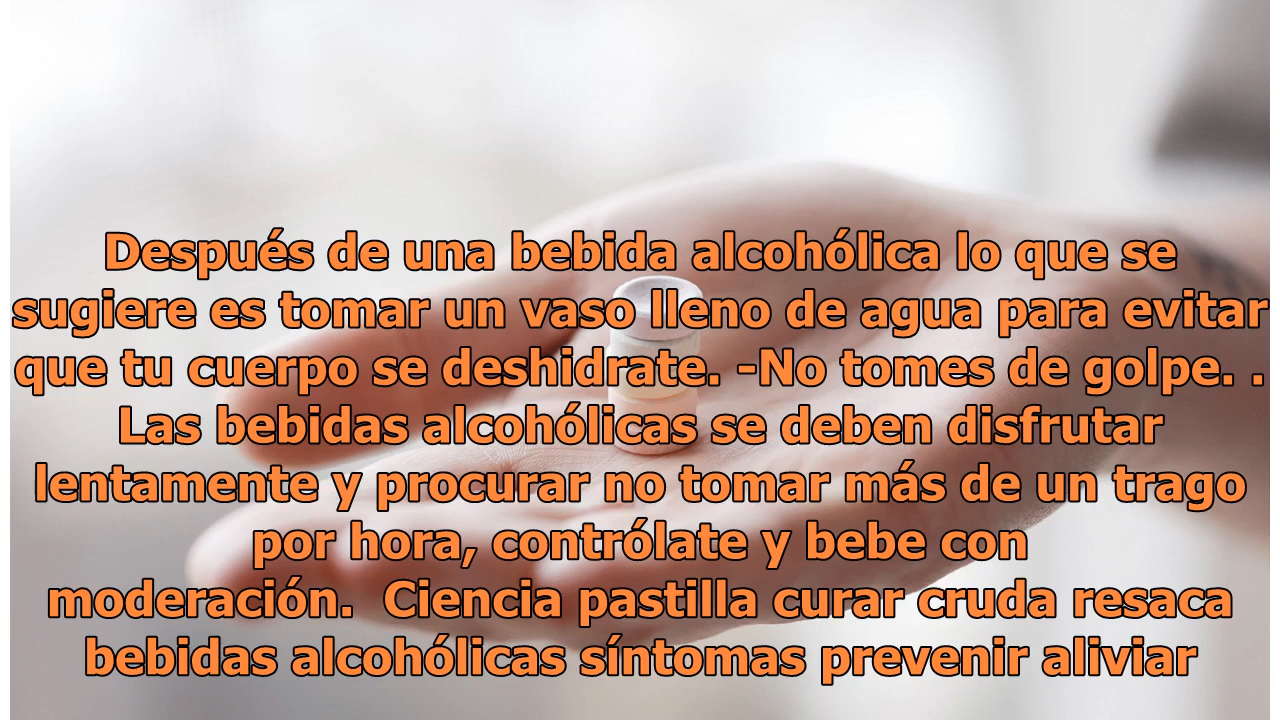 Después de una bebida alcohólica lo que se
sugiere es tomar un vaso lleno de agua para evitar
que tu cuerpo se deshidrate. -No tomes de golpe. .
Las bebidas alcohólicas se deben disfrutar
lentamente y procurar no tomar más de un trago
por hora, contrólate y bebe con
moderación.  Ciencia pastilla curar cruda resaca
bebidas alcohólicas síntomas prevenir aliviar